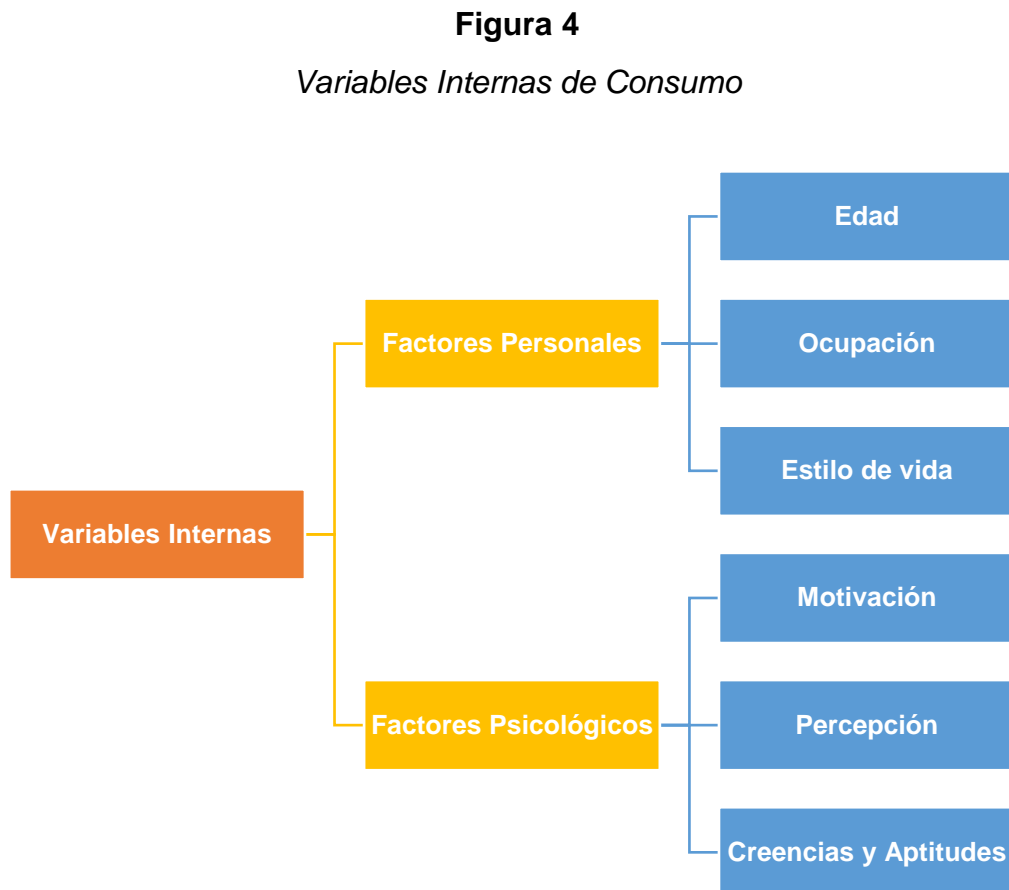 Figura 4
Variables Internas de Consumo
Variables Internas
Factores Personales
Edad
Ocupación
Estilo de vida
Factores Psicológicos
Motivación
Percepción
Creencias y Aptitudes